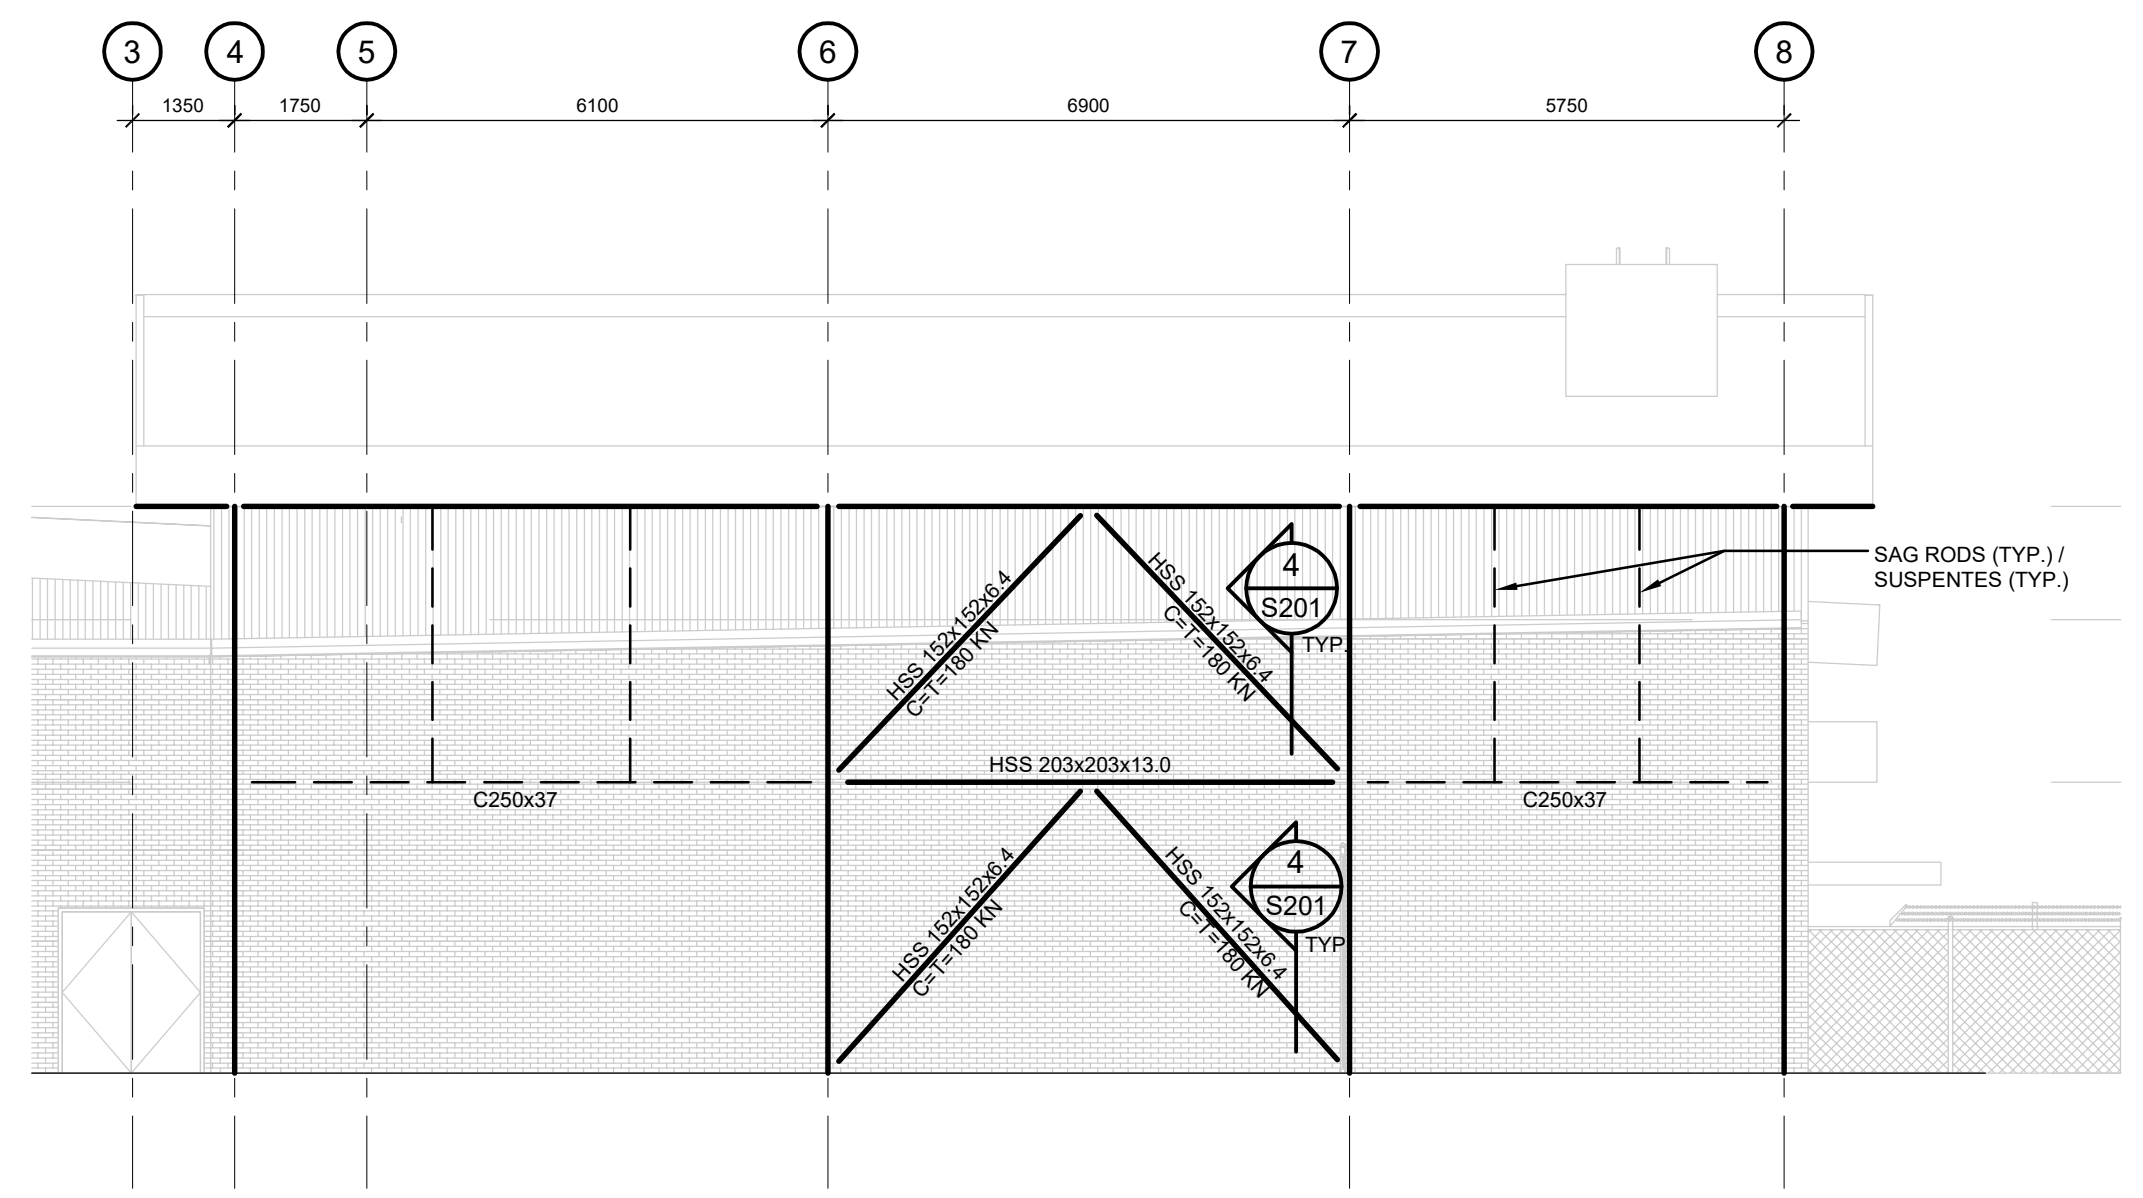 3
4
5
6
7
8
1350
1750
6100
6900
5750
HSS 152x152x6.4
C=T=180 KN
HSS 152x152x6.4
C=T=180 KN
4
S201
TYP.
SAG RODS (TYP.) /
SUSPENTES (TYP.)
HSS 203x203x13.0
C250x37
C250x37
HSS 152x152x6.4
C=T=180 KN
HSS 152x152x6.4
C=T=180 KN
4
S201
TYP